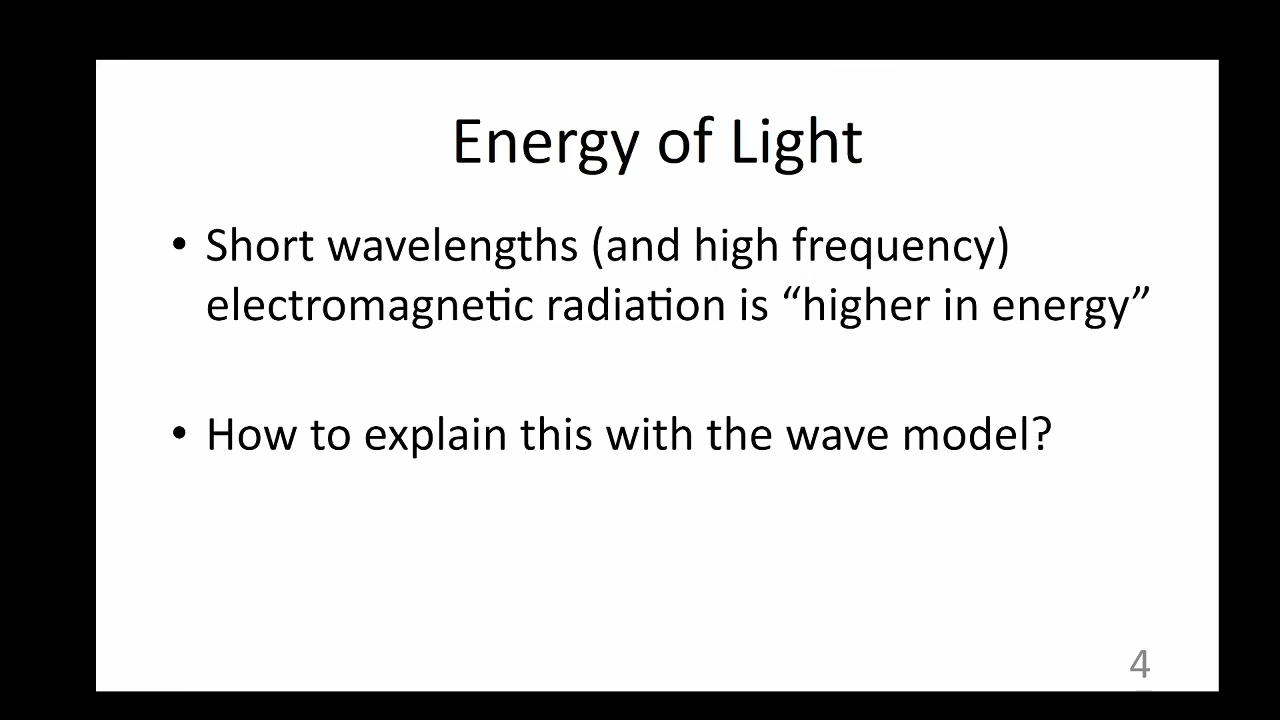 Energy of Light
• Short wavelengths (and high frequency)
electromagnetic radiation is “higher in energy”
• How to explain this with the wave model?
4